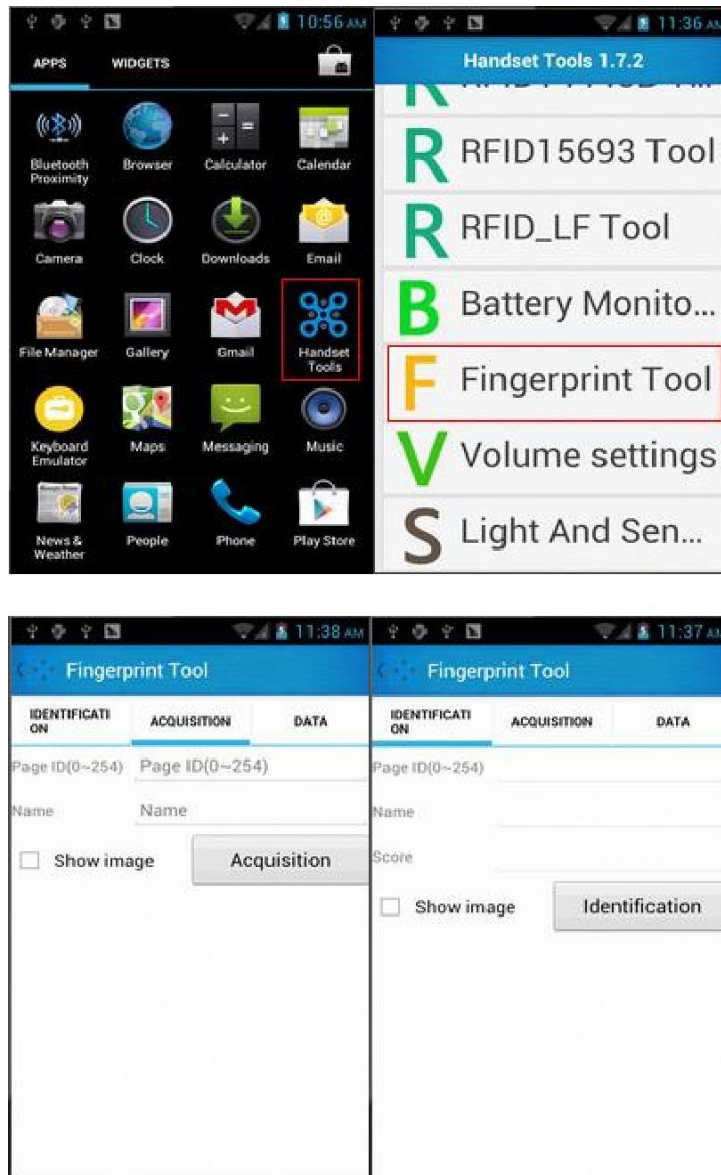 10:56 AM
APPS WIDGETS
Bluetooth Proximity
Browser
Calculator
Calendar
Camera
Clock
Downloads
Email
File Manager
Gallery
Gmail
Handset Tools
Keyboard Emulator
Maps
Messaging
Music
News & Weather
People
Phone
Play Store
11:36 AM
Handset Tools 1.7.2
R RFID15693 Tool
R RFID_LF Tool
B Battery Monito...
F Fingerprint Tool
V Volume settings
S Light And Sen...
11:38 AM
Fingerprint Tool
IDENTIFICATI
ON
ACQUISITION
DATA
Page ID(0~254) Page ID(0~254)
Name Name
Show image Acquisition
11:37 AM
Fingerprint Tool
IDENTIFICATI
ON
ACQUISITION
DATA
Page ID(0~254)
Name
Score
Show image Identification